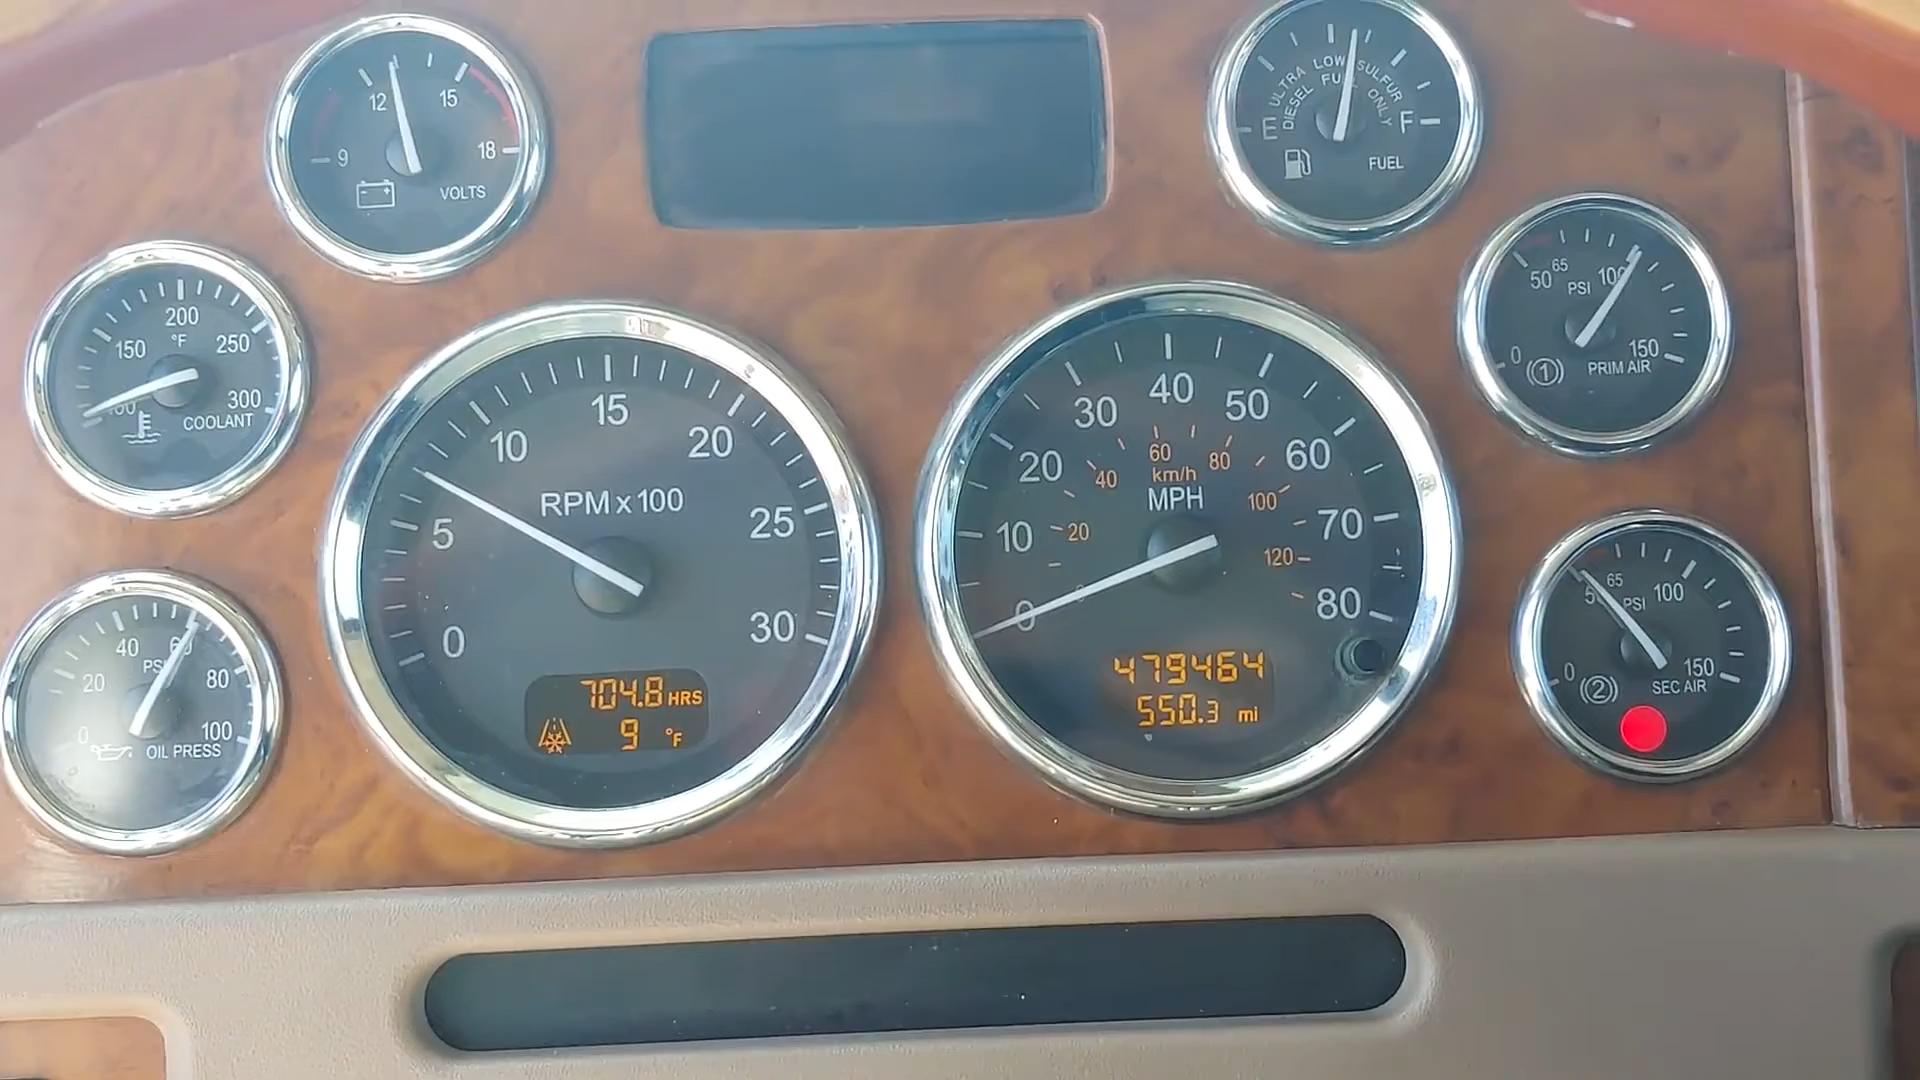 12 15
9 18
VOLTS
ULTRA LOW SULFUR
DIESEL FUEL ONLY
E F
FUEL
50 65 100
PSI
0 150
(1) PRIM AIR
200
°F
150 250
100 300
COOLANT
10 15 20
RPM x 100
5 25
0 30
704.8 HRS
9 °F
30 40 50
20 60
60
40 80
km/h
MPH
100
10 20 70
120
0 0 80
479464
550.3 mi
40 60
PSI
20 80
0 100
OIL PRESS
50 65 100
PSI
0 150
(2) SEC AIR